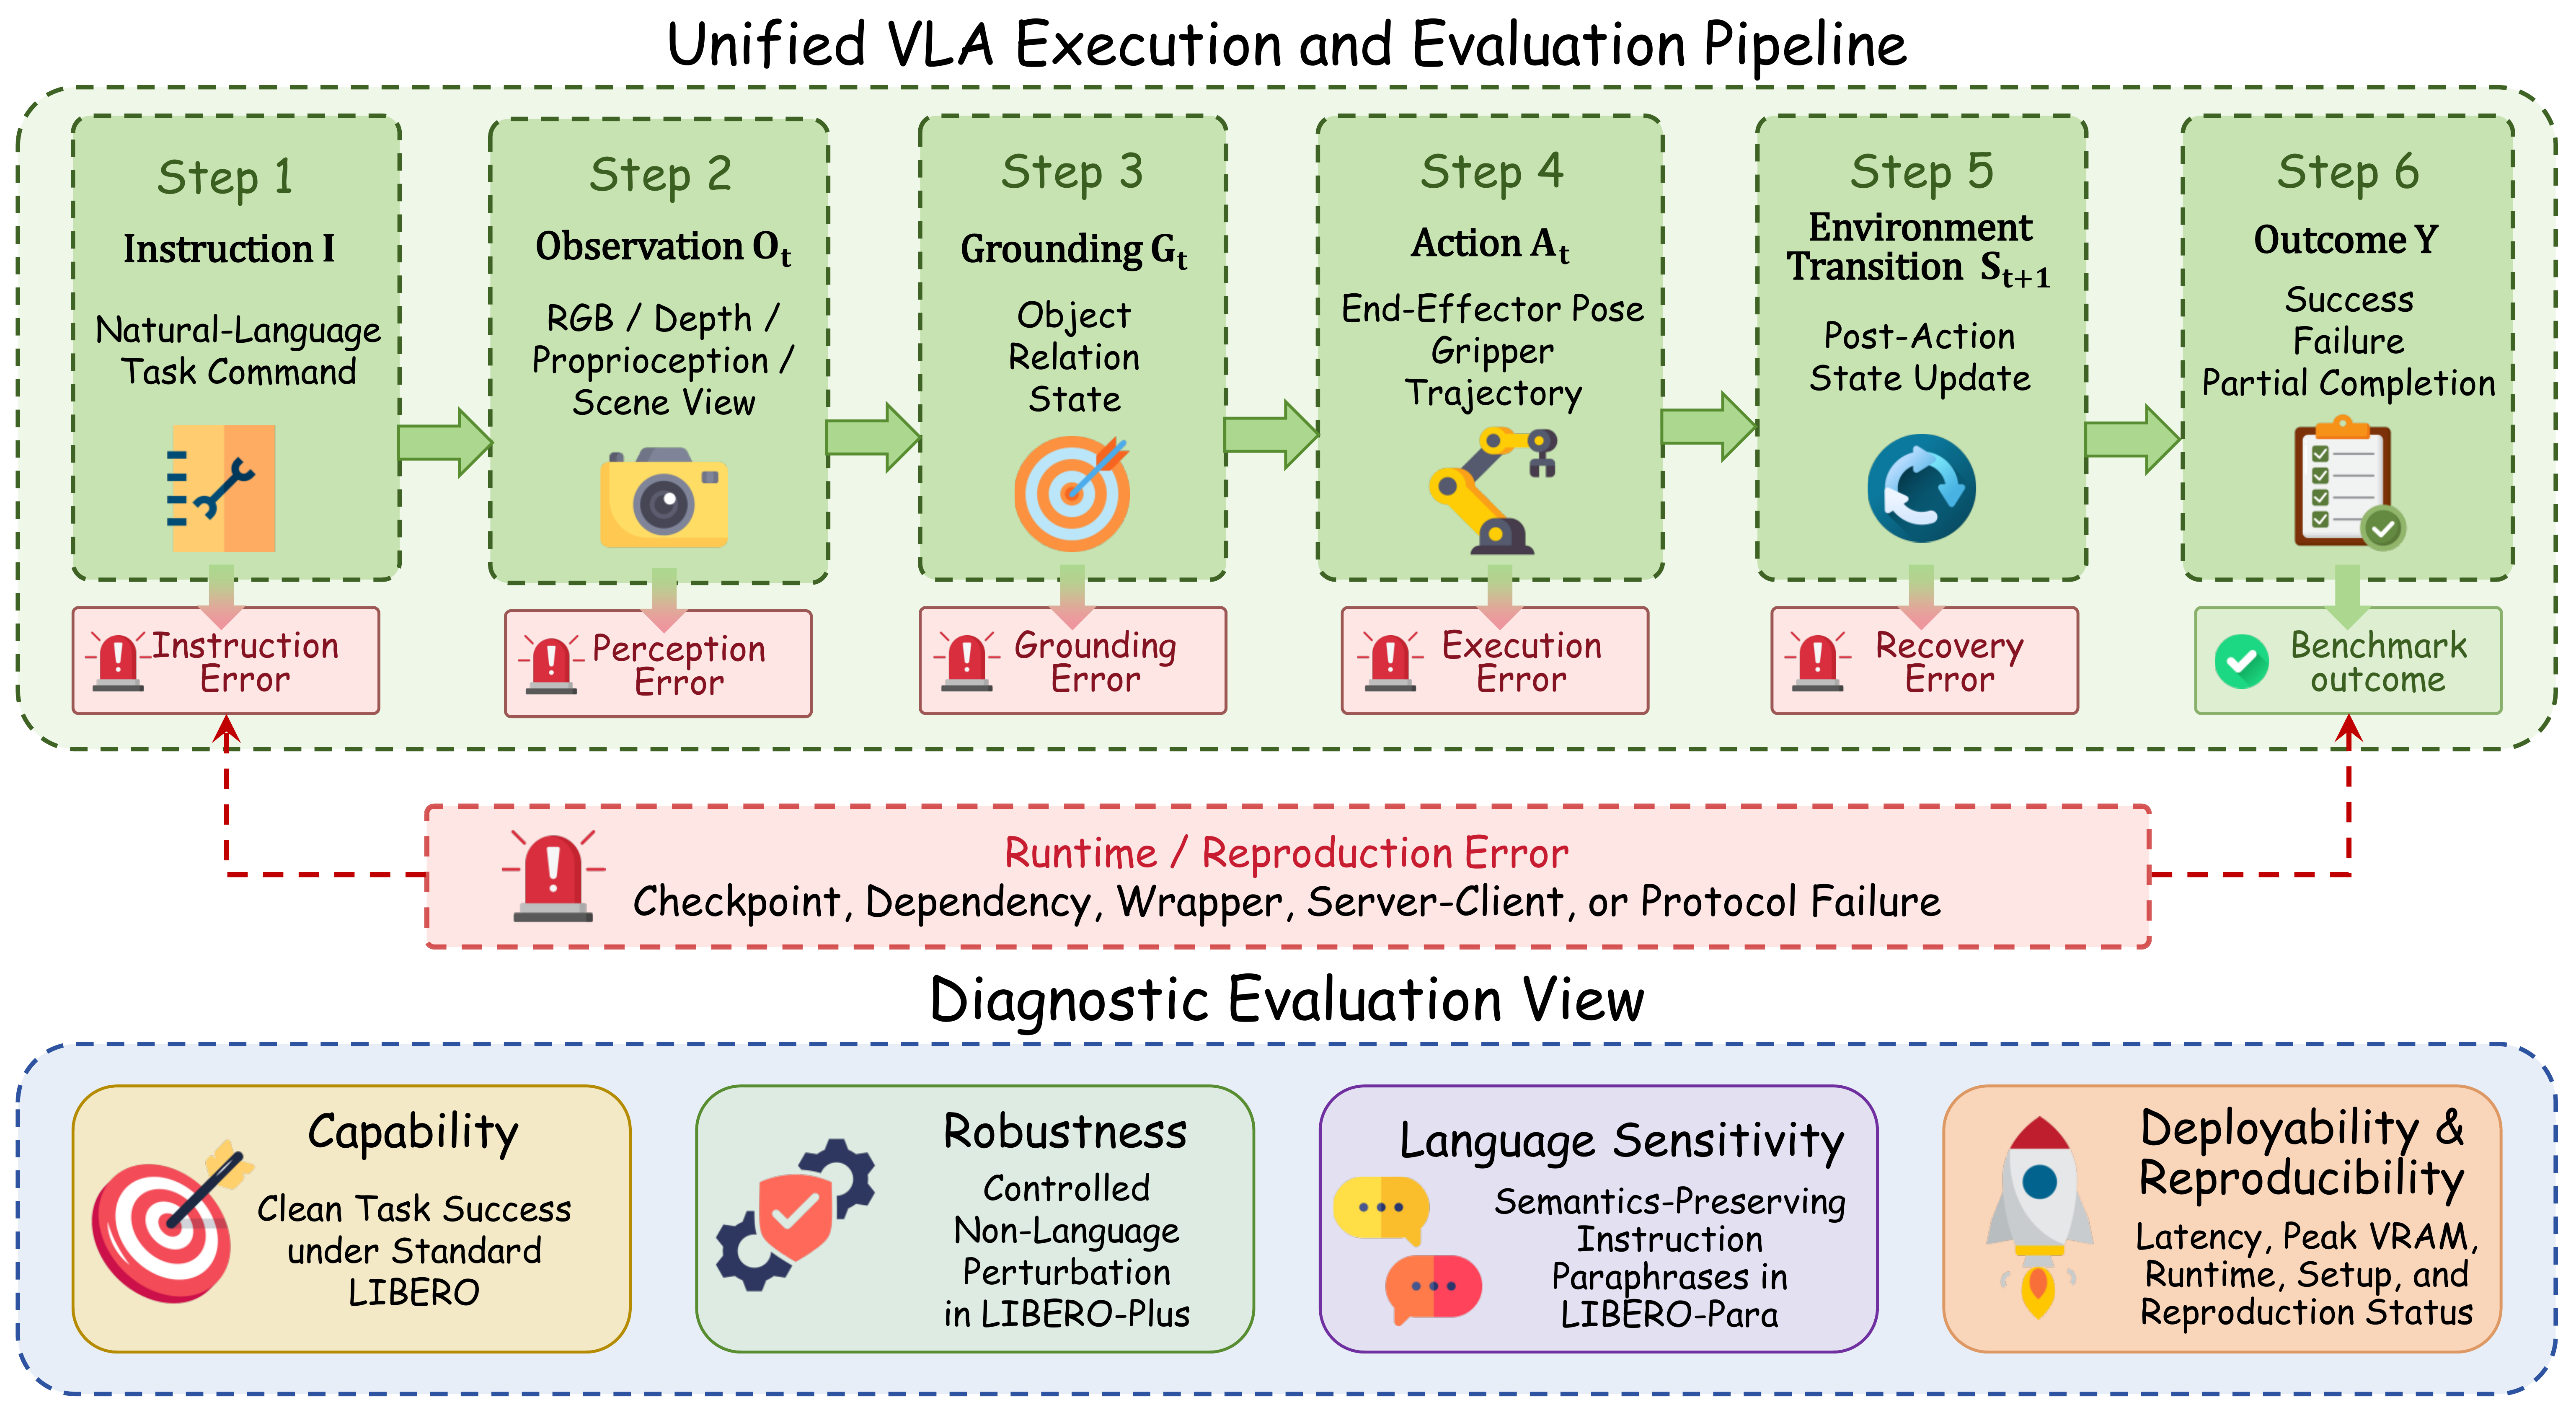 Unified VLA Execution and Evaluation Pipeline
Step 1
Instruction I
Natural-Language
Task Command
Instruction
Error
Step 2
Observation Oₜ
RGB / Depth /
Proprioception /
Scene View
Perception
Error
Step 3
Grounding Gₜ
Object
Relation
State
Grounding
Error
Step 4
Action Aₜ
End-Effector Pose
Gripper
Trajectory
Execution
Error
Step 5
Environment
Transition Sₜ₊₁
Post-Action
State Update
Recovery
Error
Step 6
Outcome Y
Success
Failure
Partial Completion
Benchmark
outcome
Runtime / Reproduction Error
Checkpoint, Dependency, Wrapper, Server-Client, or Protocol Failure
Diagnostic Evaluation View
Capability
Clean Task Success
under Standard
LIBERO
Robustness
Controlled
Non-Language
Perturbation
in LIBERO-Plus
Language Sensitivity
Semantics-Preserving
Instruction
Paraphrases in
LIBERO-Para
Deployability &
Reproducibility
Latency, Peak VRAM,
Runtime, Setup, and
Reproduction Status